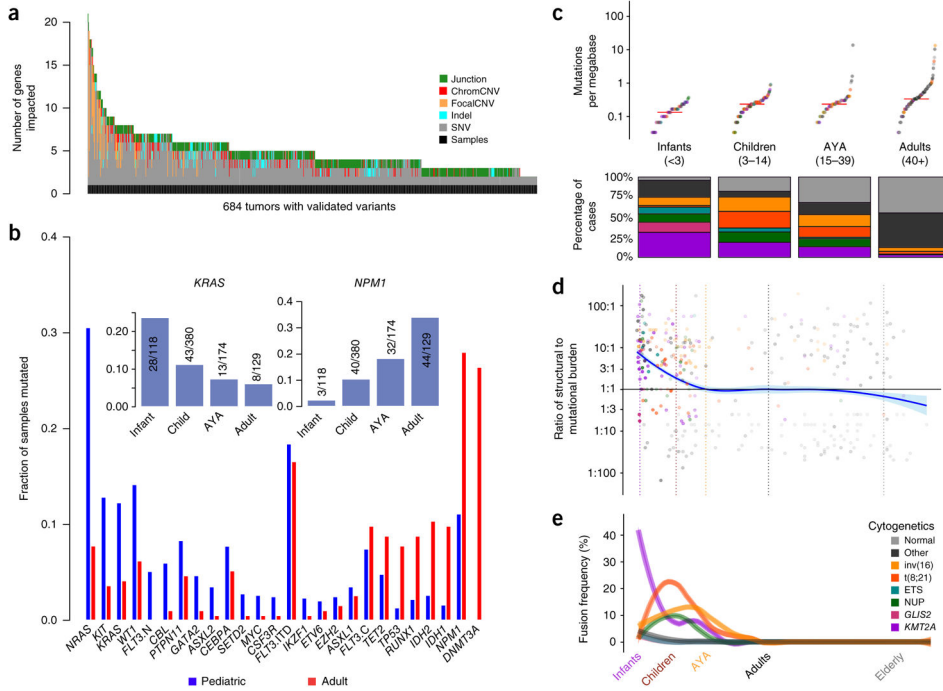 a
Number of genes
impacted
20
15
10
5
0
Junction
ChromCNV
FocalCNV
Indel
SNV
Samples
684 tumors with validated variants
b
Fraction of samples mutated
0.3
0.2
0.1
0.0
KRAS
0.20
0.10
0.00
28/118
43/380
13/174
8/129
Infant
Child
AYA
Adult
NPM1
0.4
0.3
0.2
0.1
0.0
3/118
40/380
32/174
44/129
Infant
Child
AYA
Adult
NRAS
KIT
KRAS
WT1
FLT3.N
CBL
PTPN11
GATA2
ASXL2
CEBPA
SETD2
MYC
CSF3R
FLT3.ITD
IKZF1
ETV6
EZH2
ASXL1
FLT3.C
TET2
TP53
RUNX1
IDH2
IDH1
NPM1
DNMT3A
Pediatric
Adult
c
Mutations
per megabase
100
10
1
0.1
Infants
(<3)
Children
(3–14)
AYA
(15–39)
Adults
(40+)
Percentage of
cases
100%
75%
50%
25%
0%
d
Ratio of structural to
mutational burden
100:1
10:1
3:1
1:1
1:3
1:10
1:100
e
Fusion frequency (%)
40
30
20
10
0
Infants
Children
AYA
Adults
Elderly
Cytogenetics
Normal
Other
inv(16)
t(8;21)
ETS
NUP
GLIS2
KMT2A